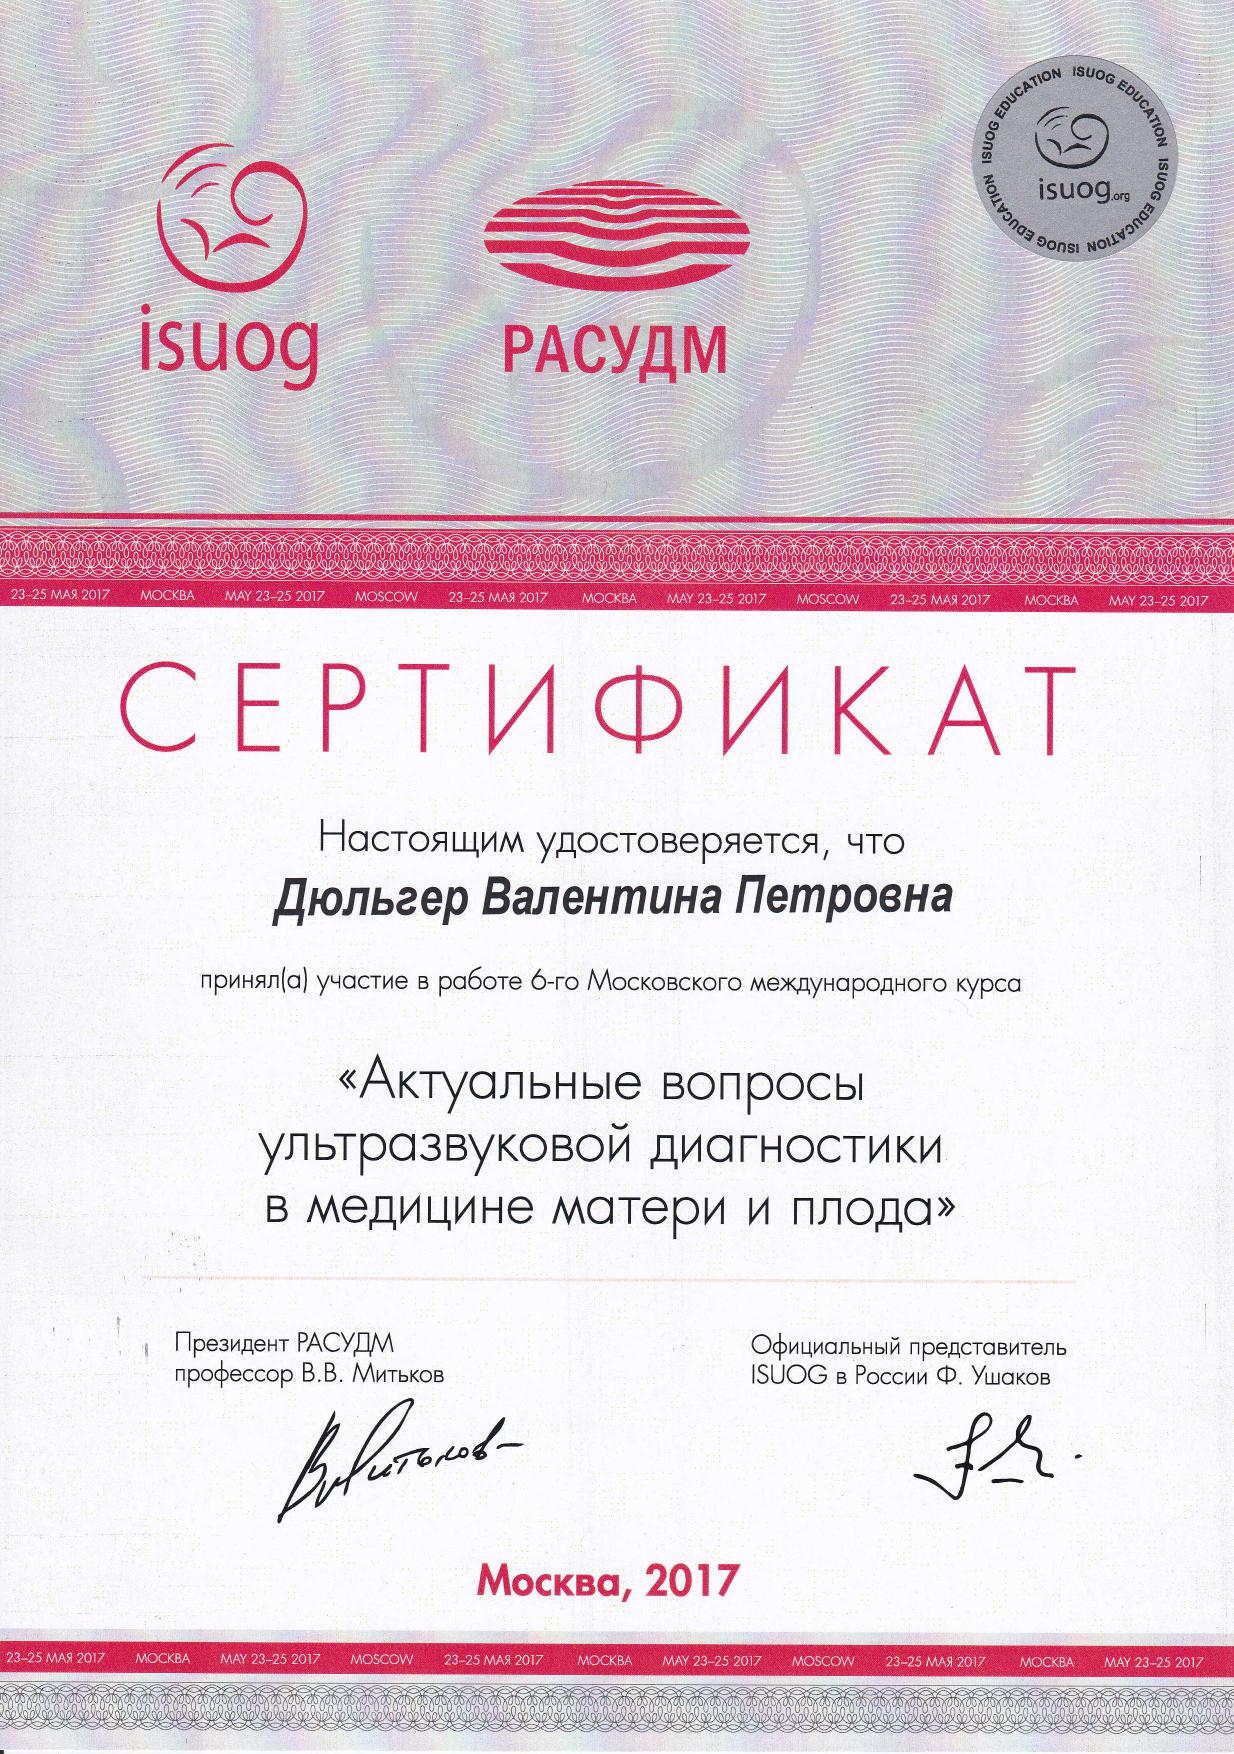 isuog
РАСУДМ
ISUOG EDUCATION ISUOG EDUCATION ISUOG EDUCATION ISUOG EDUCATION
isuog.org
23–25 МАЯ 2017 МОСКВА MAY 23–25 2017 MOSCOW 23–25 МАЯ 2017 МОСКВА MAY 23–25 2017 MOSCOW 23–25 МАЯ 2017 МОСКВА MAY 23–25 2017
СЕРТИФИКАТ
Настоящим удостоверяется, что
Дюльгер Валентина Петровна
принял(а) участие в работе 6-го Московского международного курса
«Актуальные вопросы
ультразвуковой диагностики
в медицине матери и плода»
Президент РАСУДМ
профессор В.В. Митьков
Официальный представитель
ISUOG в России Ф. Ушаков
Москва, 2017
23–25 МАЯ 2017 МОСКВА MAY 23–25 2017 MOSCOW 23–25 МАЯ 2017 МОСКВА MAY 23–25 2017 MOSCOW 23–25 МАЯ 2017 МОСКВА MAY 23–25 2017